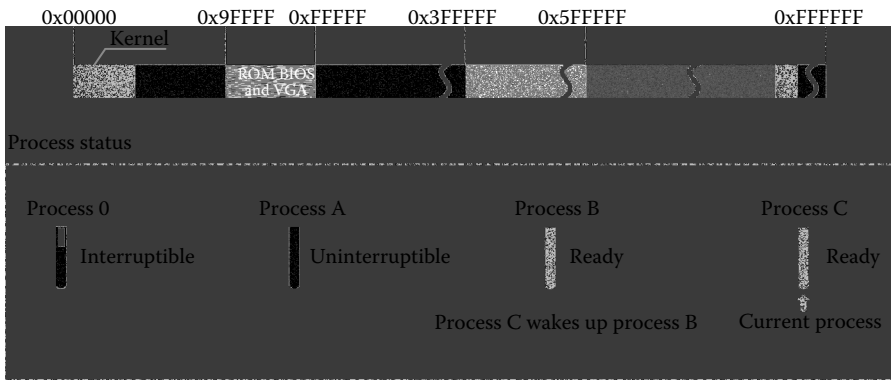 0x00000 0x9FFFF 0xFFFFF 0x3FFFFF 0x5FFFFF 0xFFFFFF
Kernel
ROM BIOS
and VGA
Process status
Process 0 Process A Process B Process C
Interruptible Uninterruptible Ready Ready
Process C wakes up process B Current process